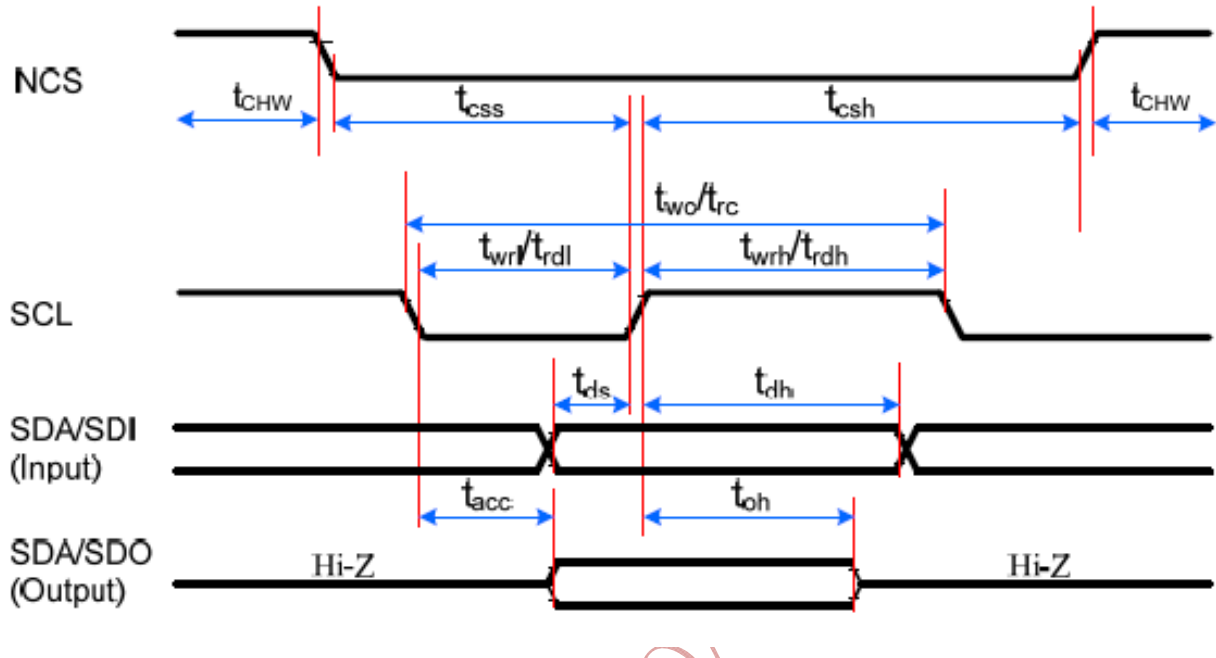 NCS
tCHW
tcss
tcsh
tCHW
twc/trc
twrl/trdl
twrh/trdh
SCL
tds
tdh
SDA/SDI
(Input)
tacc
toh
SDA/SDO
(Output)
Hi-Z
Hi-Z